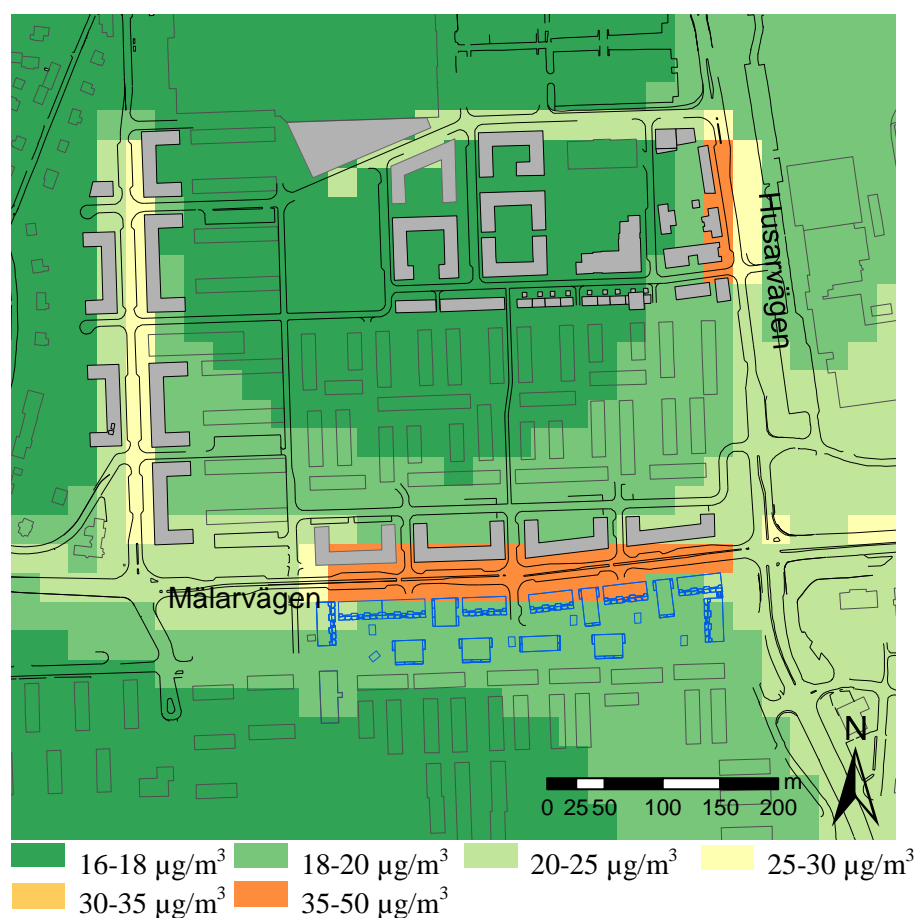 Husarvägen
Mälarvägen
N
m
0 25 50 100 150 200
16-18 µg/m³ 18-20 µg/m³ 20-25 µg/m³ 25-30 µg/m³
30-35 µg/m³ 35-50 µg/m³